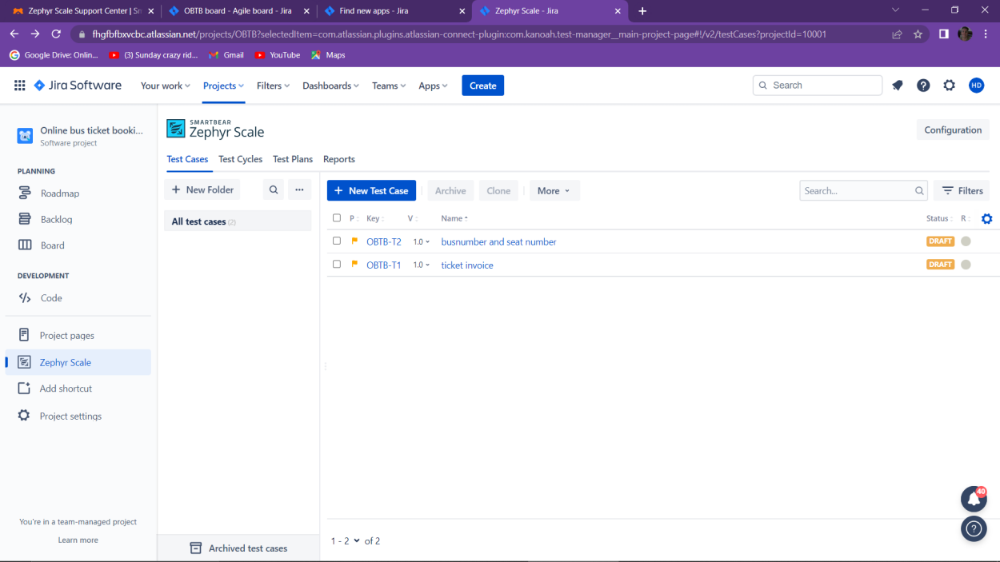 Zephyr Scale Support Center | Sn
OBTB board - Agile board - Jira
Find new apps - Jira
Zephyr Scale - Jira
fhgfbfbxvcbc.atlassian.net/projects/OBTB?selectedItem=com.atlassian.plugins.atlassian-connect-plugin:com.kanoah.test-manager__main-project-page#!/v2/testCases?projectId=10001
Google Drive: Onlin...
(3) Sunday crazy rid...
Gmail
YouTube
Maps
Jira Software
Your work
Projects
Filters
Dashboards
Teams
Apps
Create
Search
HD
Online bus ticket booki...
Software project
PLANNING
Roadmap
Backlog
Board
DEVELOPMENT
Code
Project pages
Zephyr Scale
Add shortcut
Project settings
You're in a team-managed project
Learn more
SMARTBEAR
Zephyr Scale
Configuration
Test Cases
Test Cycles
Test Plans
Reports
+ New Folder
...
All test cases (2)
Archived test cases
+ New Test Case
Archive
Clone
More
Search...
Filters
P Key V Name Status R
OBTB-T2 1.0 busnumber and seat number DRAFT
OBTB-T1 1.0 ticket invoice DRAFT
40
1 - 2 of 2